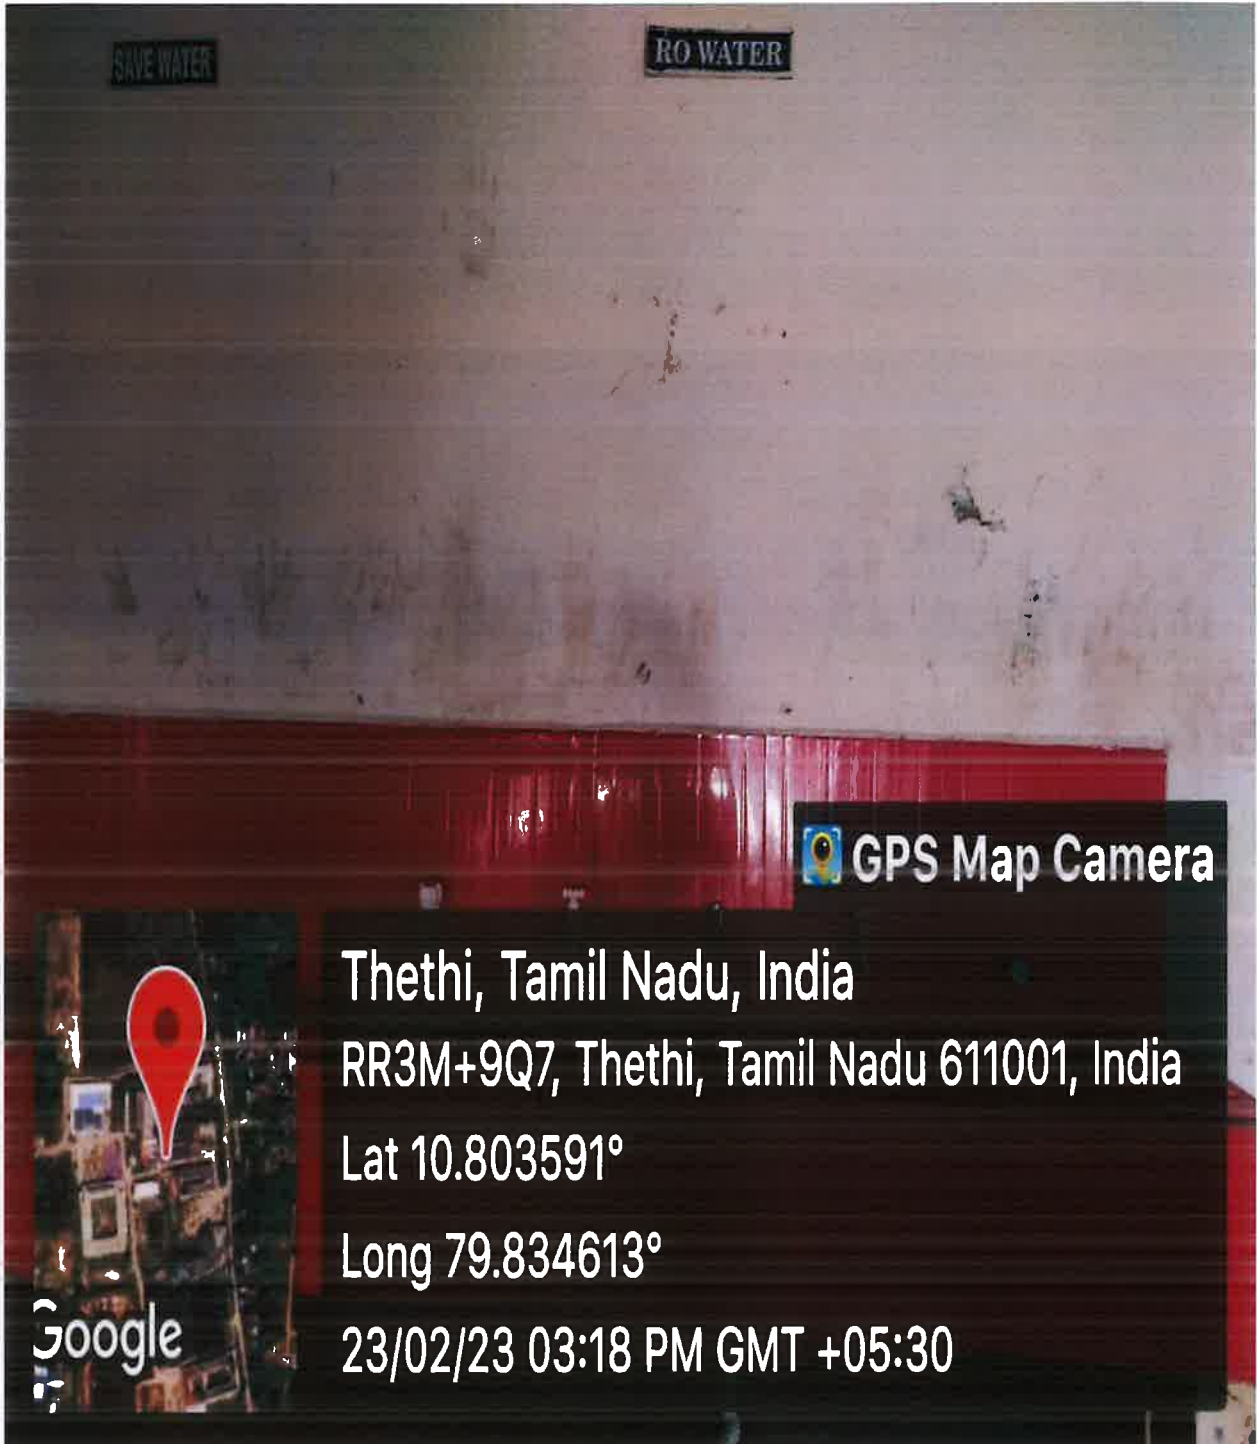 SAVE WATER
RO WATER
GPS Map Camera
Thethi, Tamil Nadu, India
RR3M+9Q7, Thethi, Tamil Nadu 611001, India
Lat 10.803591°
Long 79.834613°
23/02/23 03:18 PM GMT +05:30
Google